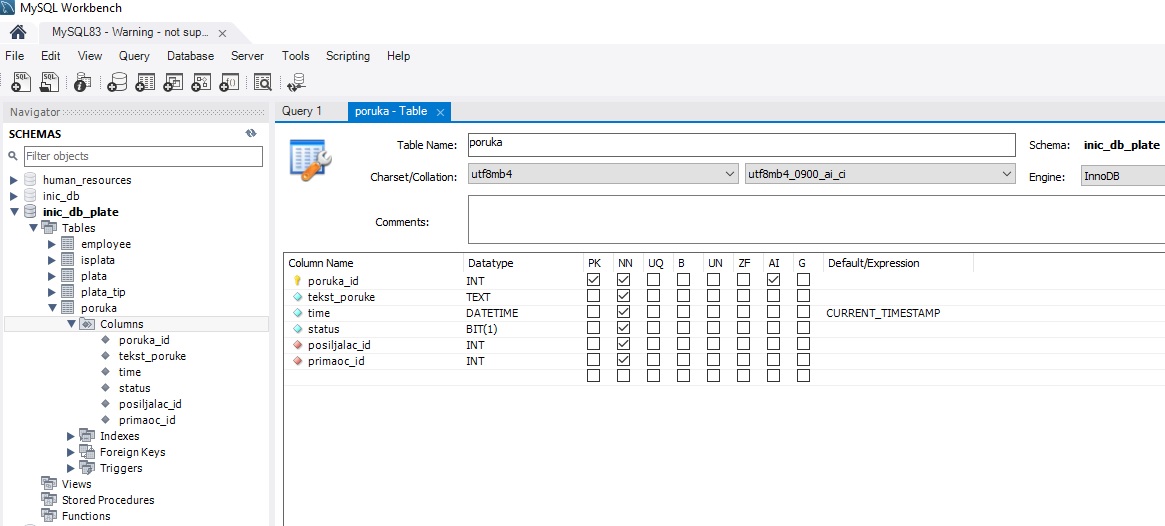 MySQL Workbench
MySQL83 - Warning - not sup...
File Edit View Query Database Server Tools Scripting Help
Navigator
SCHEMAS
Filter objects
human_resources
inic_db
inic_db_plate
Tables
employee
isplata
plata
plata_tip
poruka
Columns
poruka_id
tekst_poruke
time
status
posiljalac_id
primaoc_id
Indexes
Foreign Keys
Triggers
Views
Stored Procedures
Functions
Query 1 poruka - Table
Table Name: poruka Schema: inic_db_plate
Charset/Collation: utf8mb4 utf8mb4_0900_ai_ci Engine: InnoDB
Comments:
Column Name Datatype PK NN UQ B UN ZF AI G Default/Expression
poruka_id INT
tekst_poruke TEXT
time DATETIME CURRENT_TIMESTAMP
status BIT(1)
posiljalac_id INT
primaoc_id INT